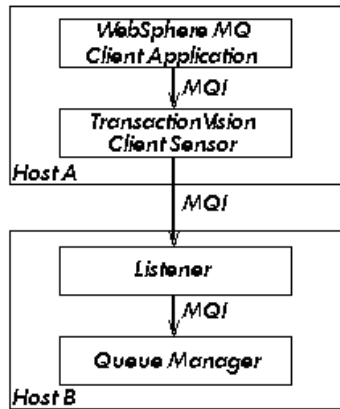 WebSphere MQ
Client Application
MQI
TransactionVision
Client Sensor
Host A
MQI
Listener
MQI
Queue Manager
Host B